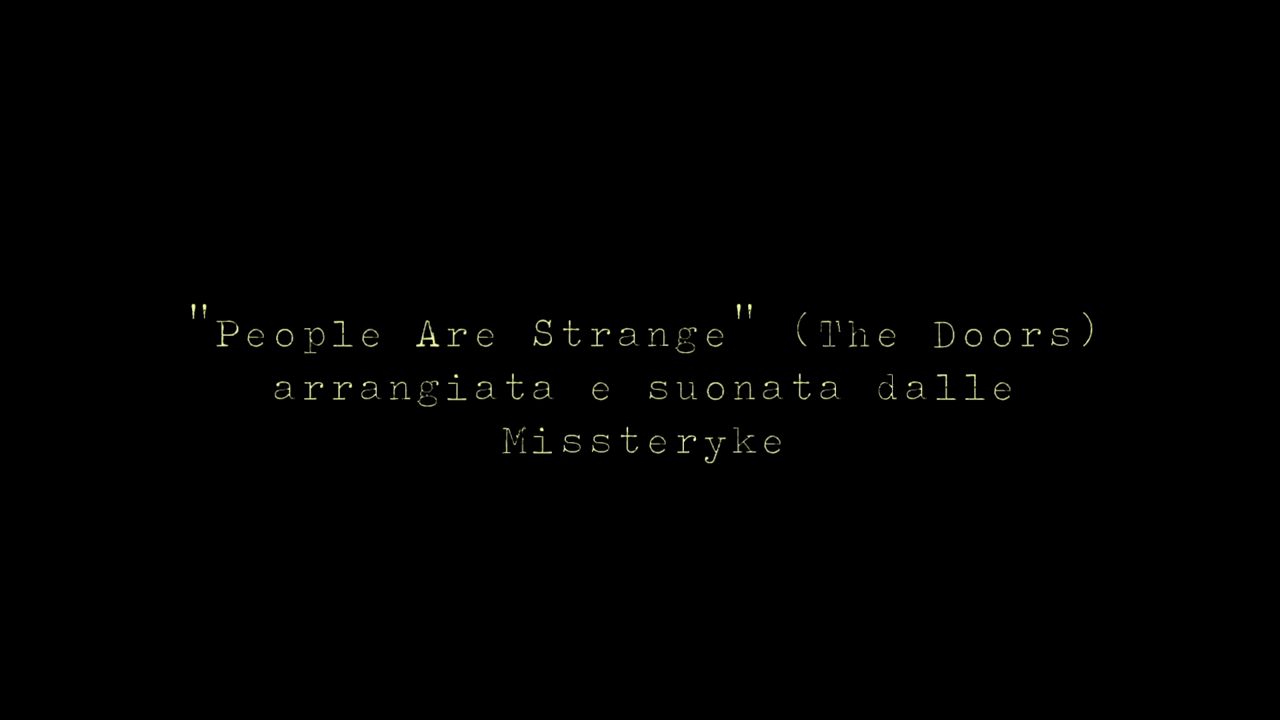 "People Are Strange" (The Doors)
arrangiata e suonata dalle
Missteryke